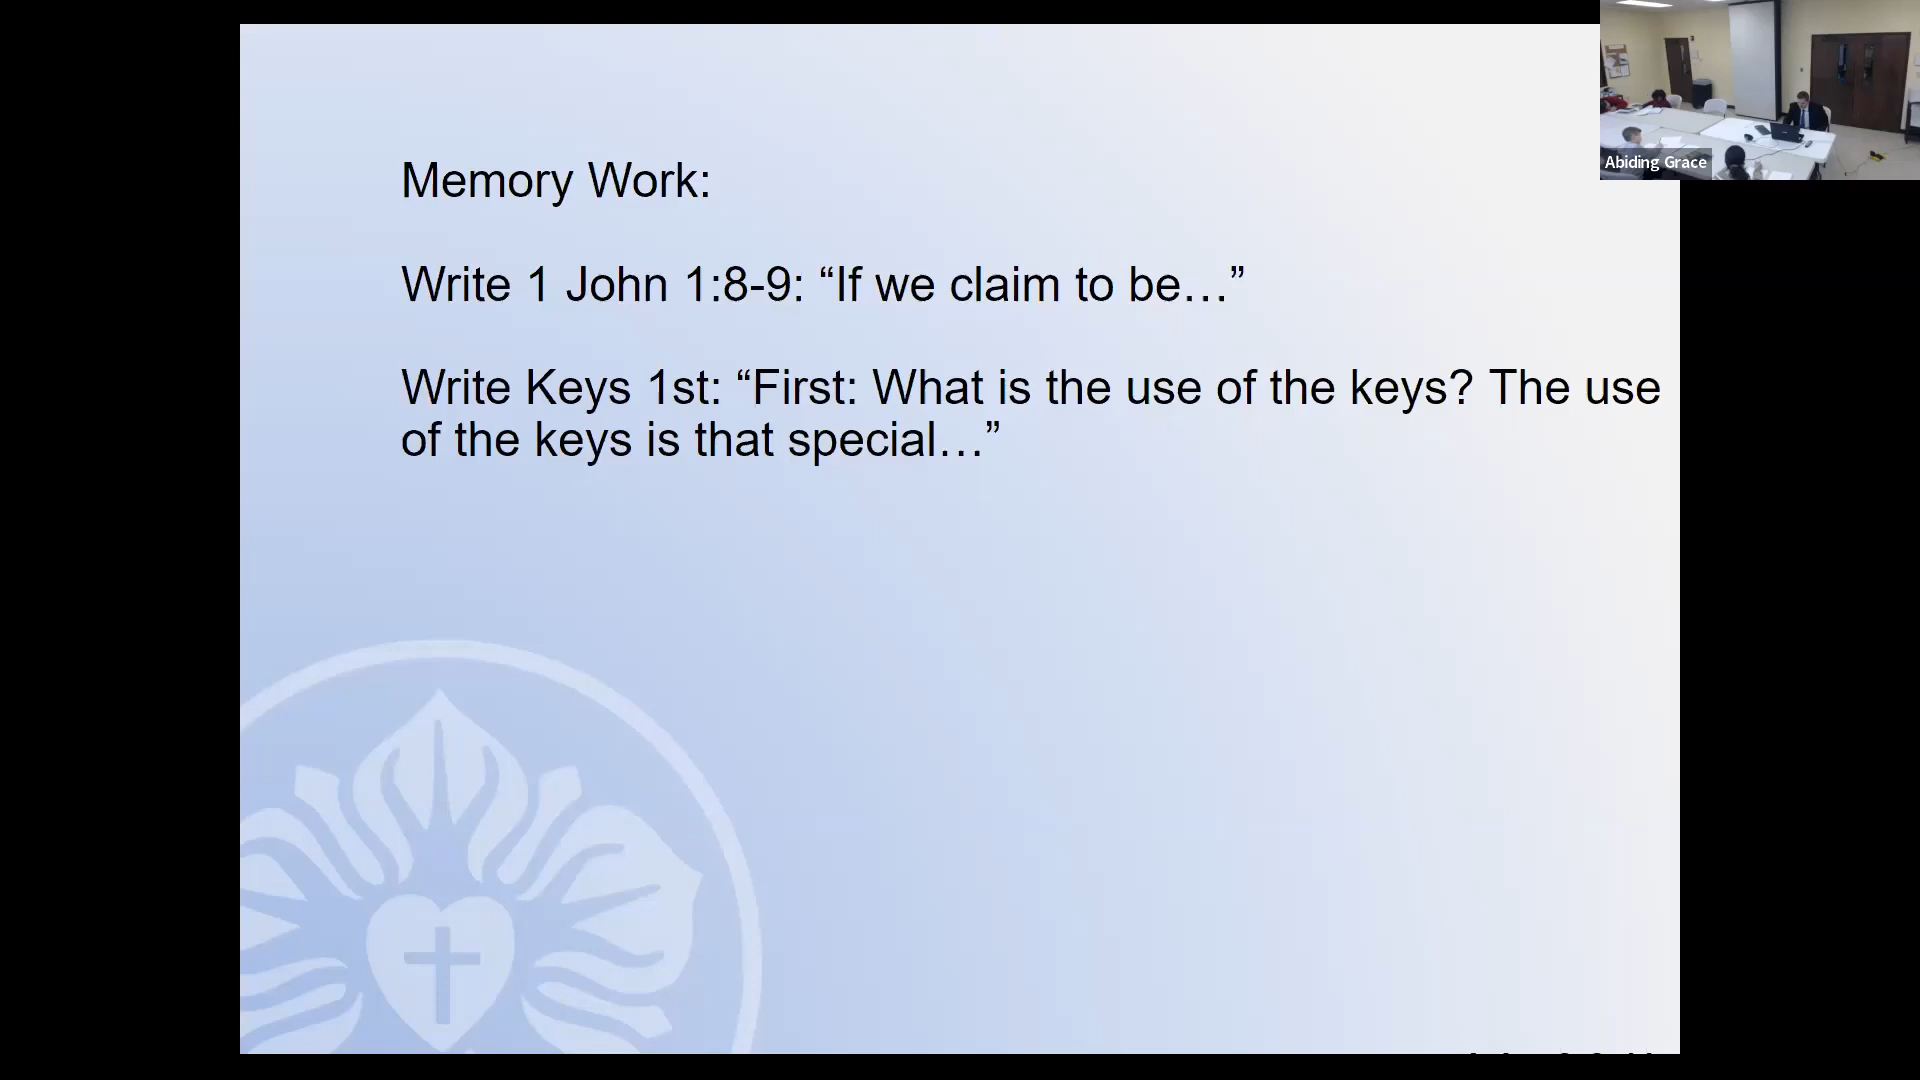 Memory Work:
Write 1 John 1:8-9: “If we claim to be…”
Write Keys 1st: “First: What is the use of the keys? The use
of the keys is that special…”
Abiding Grace